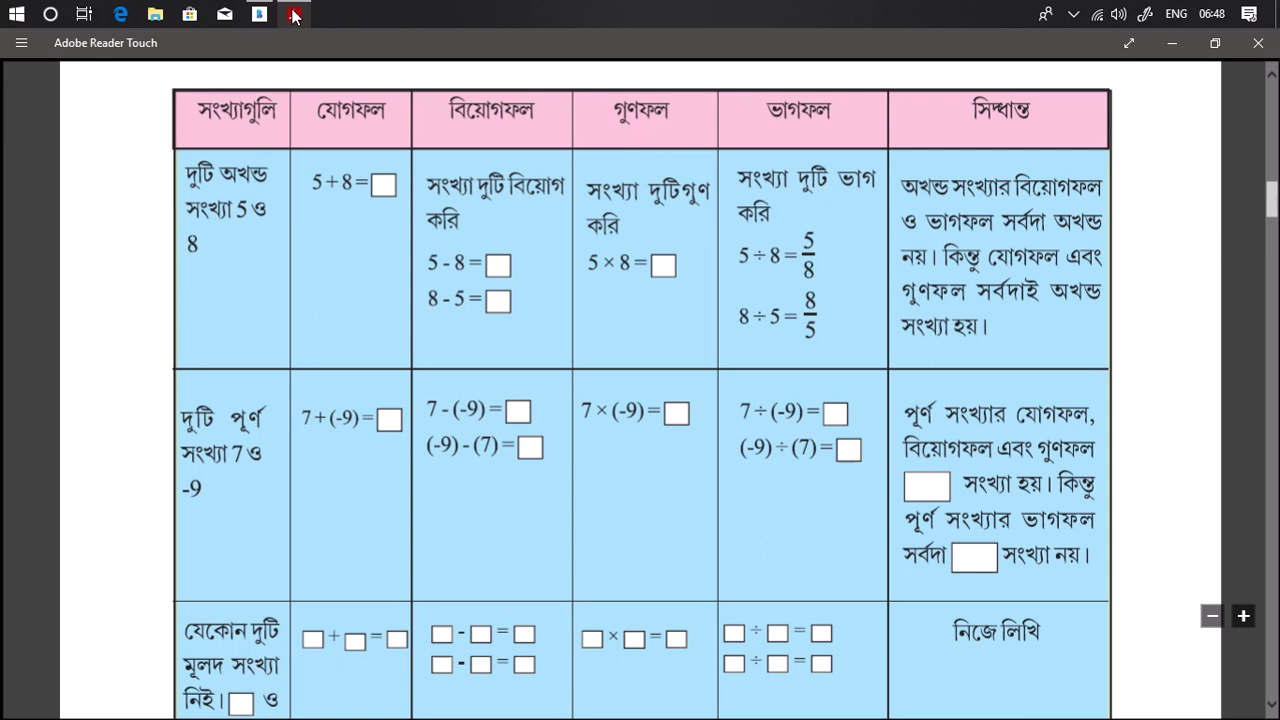 ENG 06:48
Adobe Reader Touch
সংখ্যাগুলি যোগফল বিয়োগফল গুণফল ভাগফল সিদ্ধান্ত
দুটি অখন্ড
সংখ্যা 5 ও
8
5 + 8 = □
সংখ্যা দুটি বিয়োগ
করি
5 - 8 = □
8 - 5 = □
সংখ্যা দুটিগুণ
করি
5 × 8 = □
সংখ্যা দুটি ভাগ
করি
5 ÷ 8 = 5/8
8 ÷ 5 = 8/5
অখন্ড সংখ্যার বিয়োগফল
ও ভাগফল সর্বদা অখন্ড
নয়। কিন্তু যোগফল এবং
গুণফল সর্বদাই অখন্ড
সংখ্যা হয়।
দুটি পূর্ণ
সংখ্যা 7 ও
-9
7 + (-9) = □
7 - (-9) = □
(-9) - (7) = □
7 × (-9) = □
7 ÷ (-9) = □
(-9) ÷ (7) = □
পূর্ণ সংখ্যার যোগফল,
বিয়োগফল এবং গুণফল
□ সংখ্যা হয়। কিন্তু
পূর্ণ সংখ্যার ভাগফল
সর্বদা □ সংখ্যা নয়।
যেকোন দুটি
মূলদ সংখ্যা
নিই। □ ও
□ + □ = □
□ - □ = □
□ - □ = □
□ × □ = □
□ ÷ □ = □
□ ÷ □ = □
নিজে লিখি